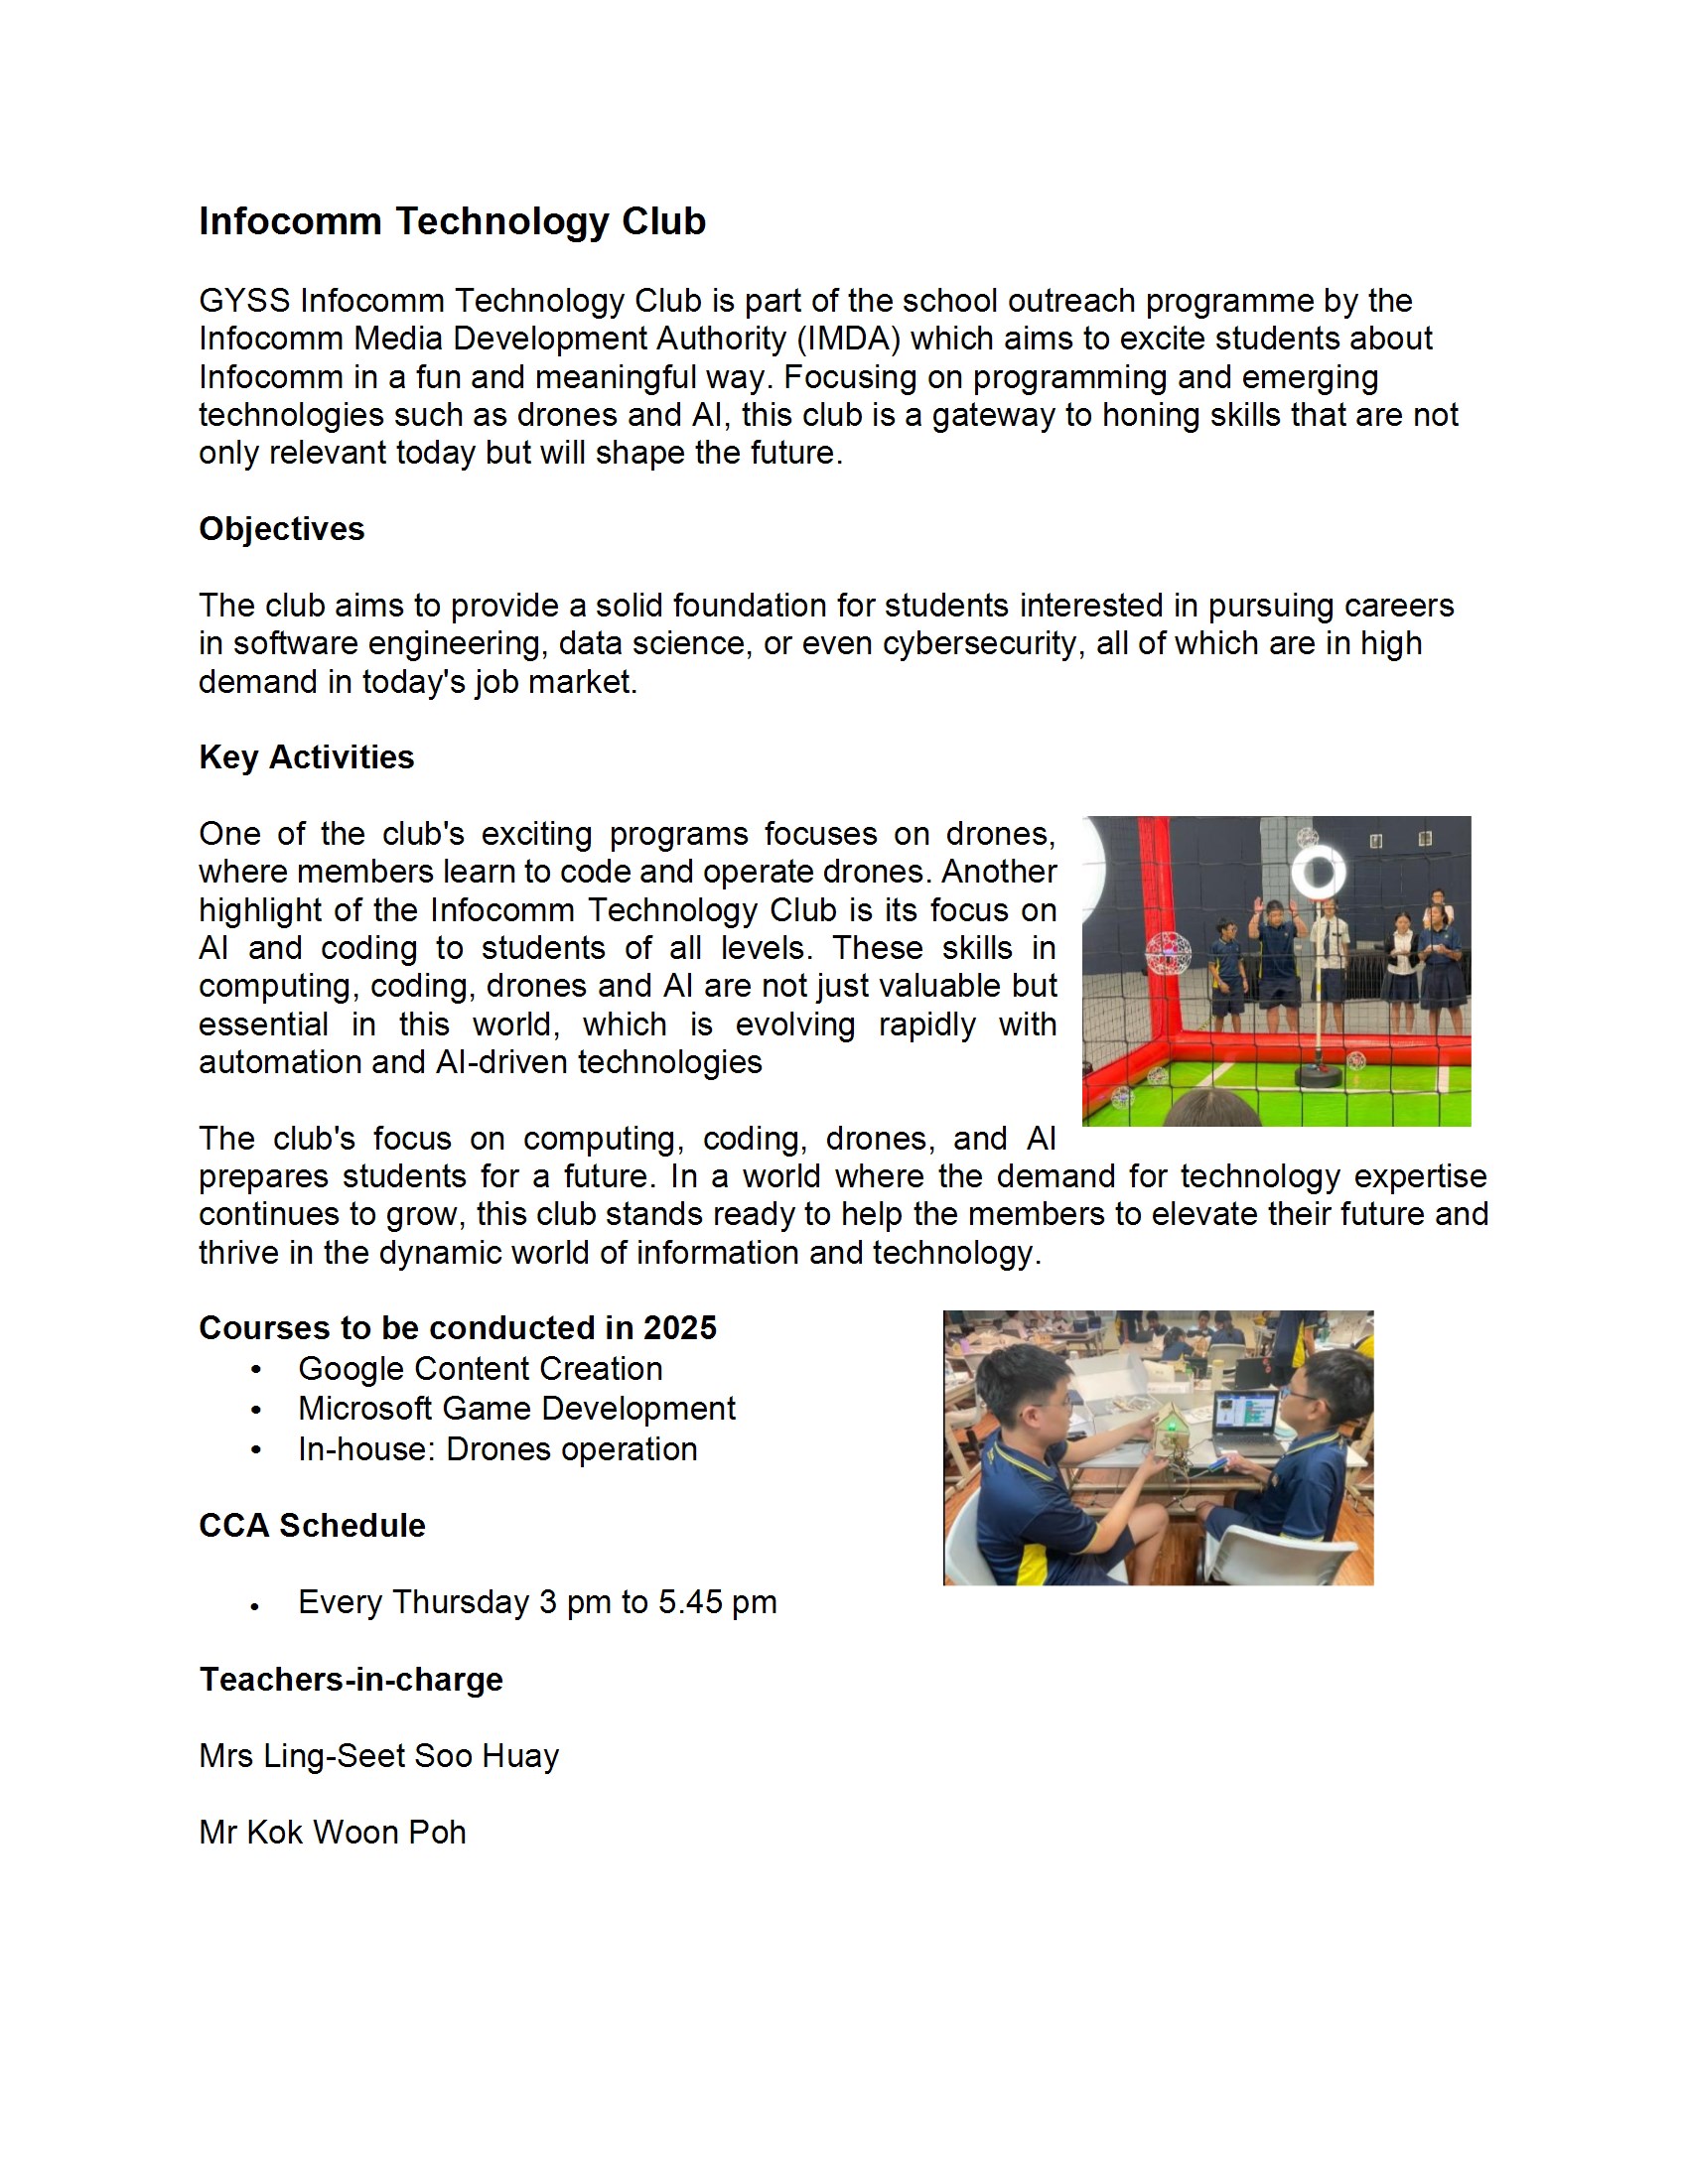 Infocomm Technology Club
GYSS Infocomm Technology Club is part of the school outreach programme by the
Infocomm Media Development Authority (IMDA) which aims to excite students about
Infocomm in a fun and meaningful way. Focusing on programming and emerging
technologies such as drones and AI, this club is a gateway to honing skills that are not
only relevant today but will shape the future.
Objectives
The club aims to provide a solid foundation for students interested in pursuing careers
in software engineering, data science, or even cybersecurity, all of which are in high
demand in today's job market.
Key Activities
One of the club's exciting programs focuses on drones,
where members learn to code and operate drones. Another
highlight of the Infocomm Technology Club is its focus on
AI and coding to students of all levels. These skills in
computing, coding, drones and AI are not just valuable but
essential in this world, which is evolving rapidly with
automation and AI-driven technologies
The club's focus on computing, coding, drones, and AI
prepares students for a future. In a world where the demand for technology expertise
continues to grow, this club stands ready to help the members to elevate their future and
thrive in the dynamic world of information and technology.
Courses to be conducted in 2025
• Google Content Creation
• Microsoft Game Development
• In-house: Drones operation
CCA Schedule
• Every Thursday 3 pm to 5.45 pm
Teachers-in-charge
Mrs Ling-Seet Soo Huay
Mr Kok Woon Poh